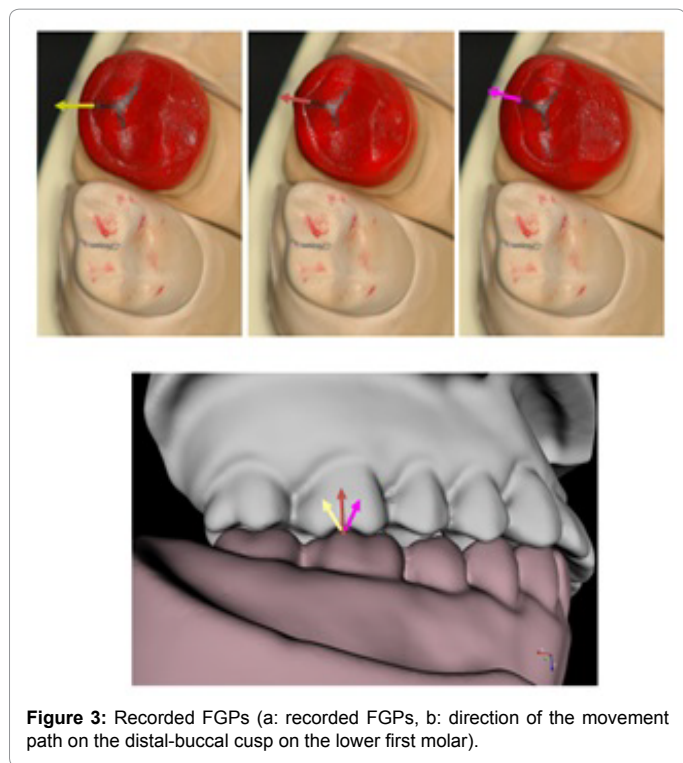 Figure 3: Recorded FGPs (a: recorded FGPs, b: direction of the movement
path on the distal-buccal cusp on the lower first molar).